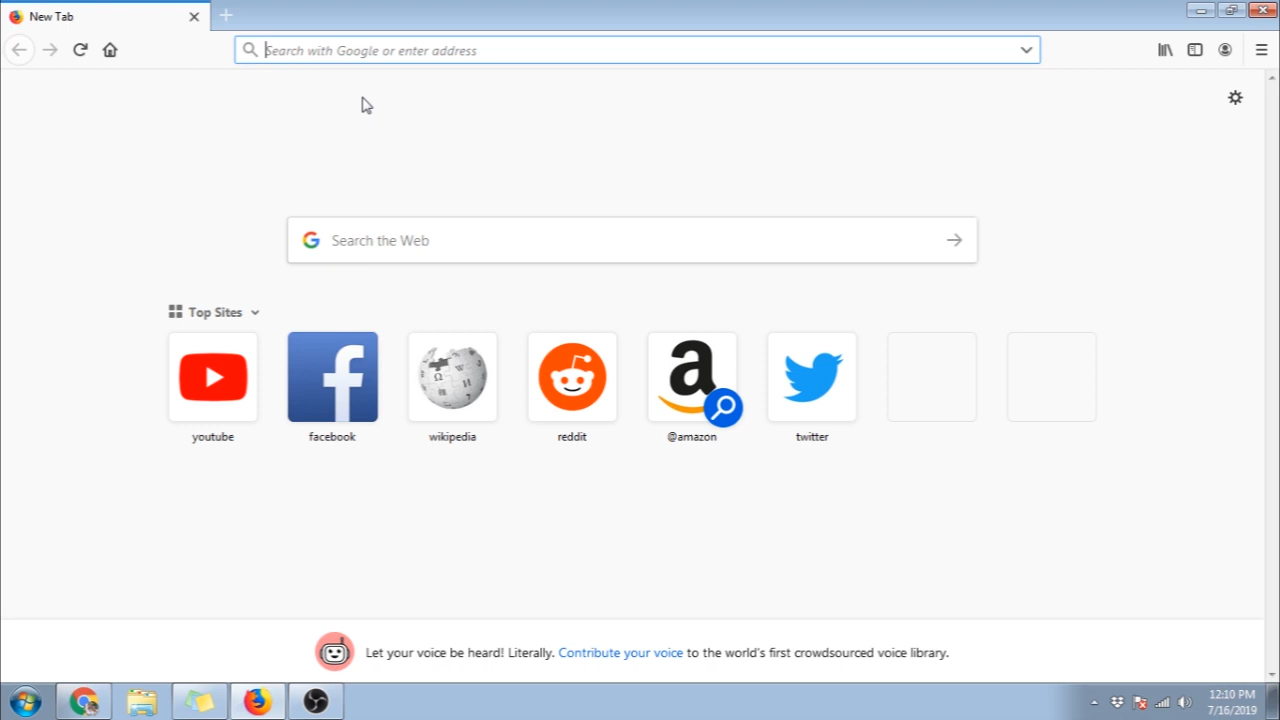 New Tab
Search with Google or enter address
Search the Web
Top Sites
youtube
facebook
wikipedia
reddit
@amazon
twitter
Let your voice be heard! Literally. Contribute your voice to the world's first crowdsourced voice library.
12:10 PM
7/16/2019